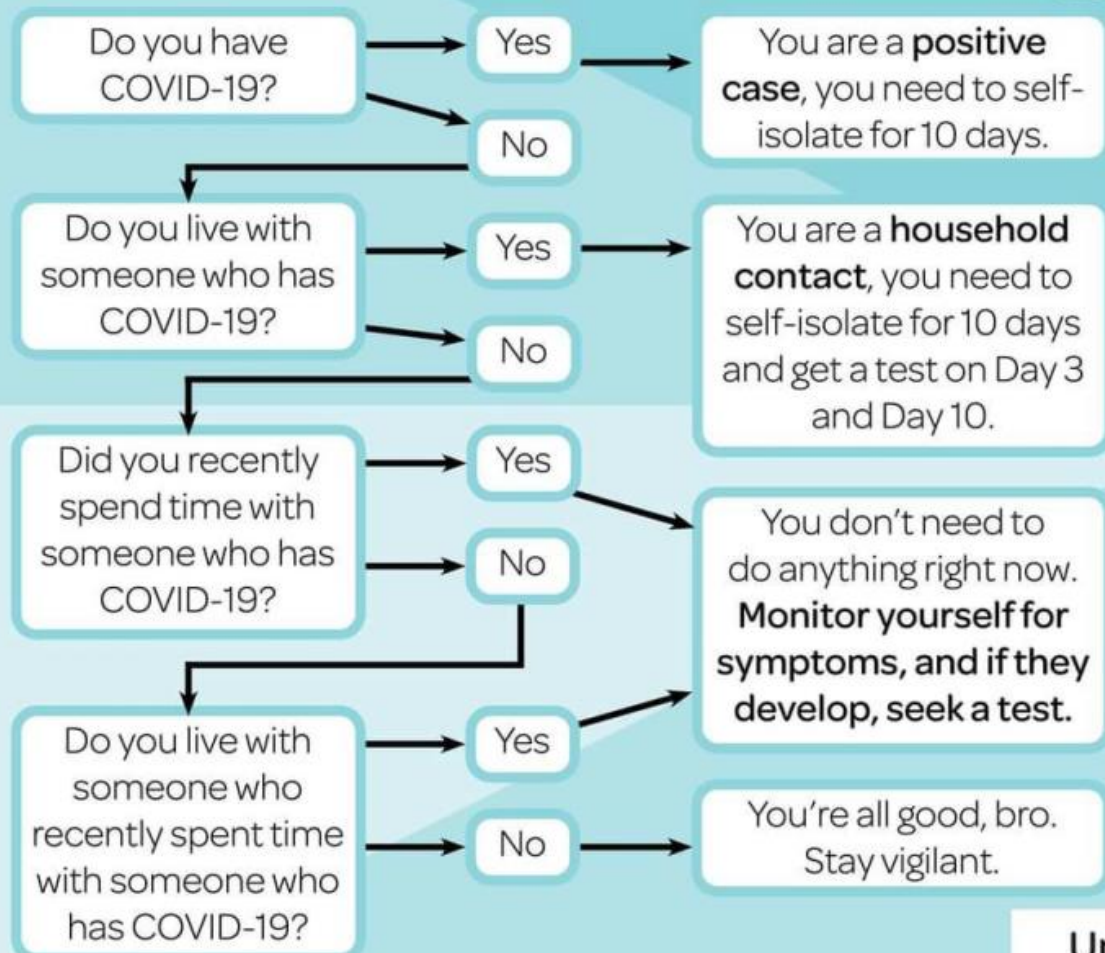 Do you have
COVID-19?
Yes
You are a positive
case, you need to self-
isolate for 10 days.
No
Do you live with
someone who has
COVID-19?
Yes
You are a household
contact, you need to
self-isolate for 10 days
and get a test on Day 3
and Day 10.
No
Did you recently
spend time with
someone who has
COVID-19?
Yes
No
You don't need to
do anything right now.
Monitor yourself for
symptoms, and if they
develop, seek a test.
Do you live with
someone who
recently spent time
with someone who
has COVID-19?
Yes
No
You're all good, bro.
Stay vigilant.